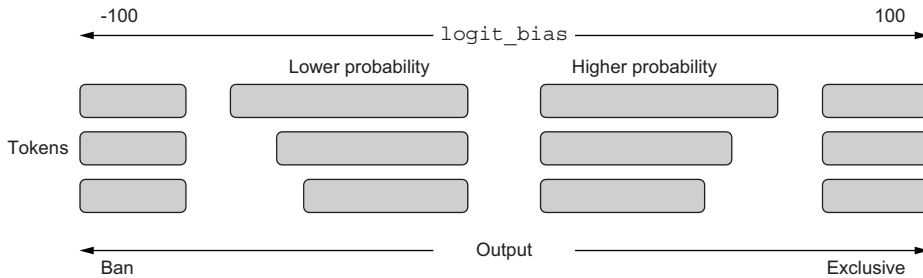 -100 100
logit_bias
Lower probability Higher probability
Tokens
Output
Ban Exclusive